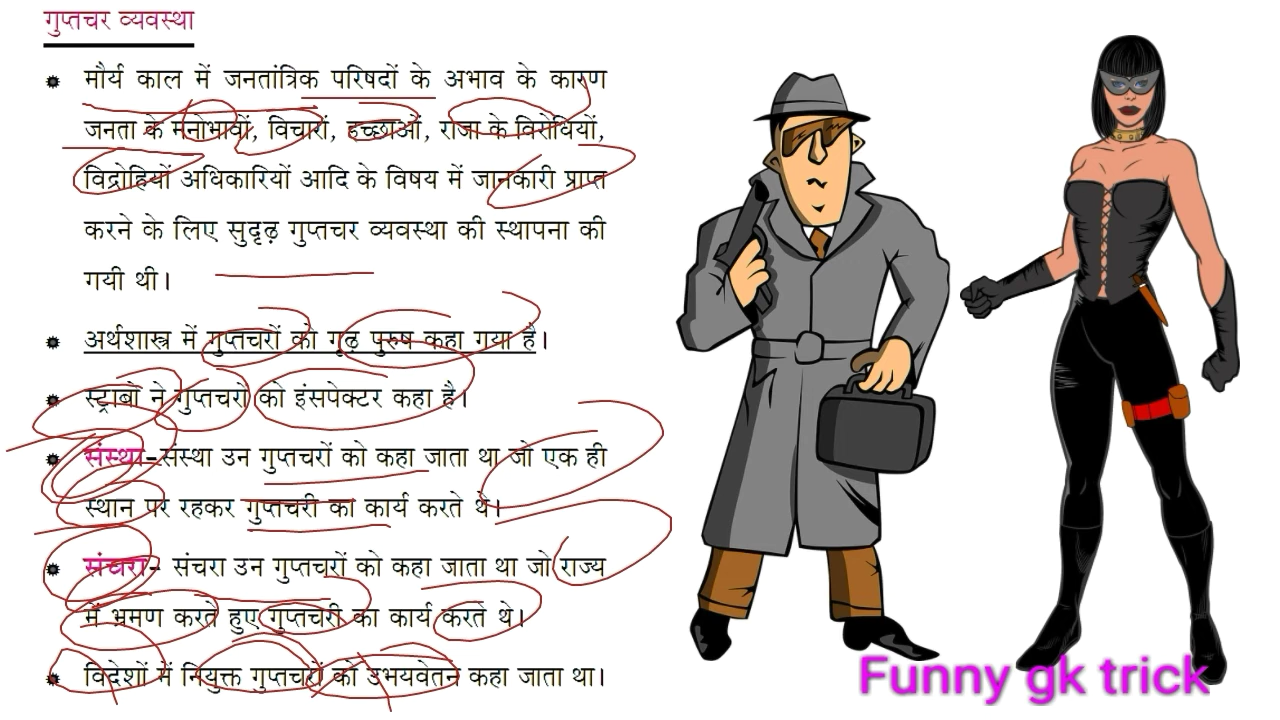 गुप्तचर व्यवस्था
मौर्य काल में जनतांत्रिक परिषदों के अभाव के कारण
जनता के मनोभावों, विचारों, इच्छाओं, राजा के विरोधियों,
विद्रोहियों अधिकारियों आदि के विषय में जानकारी प्राप्त
करने के लिए सुदृढ़ गुप्तचर व्यवस्था की स्थापना की
गयी थी।
अर्थशास्त्र में गुप्तचरों को गूढ़ पुरुष कहा गया है।
स्ट्राबो ने गुप्तचरों को इंसपेक्टर कहा है।
संस्था-संस्था उन गुप्तचरों को कहा जाता था जो एक ही
स्थान पर रहकर गुप्तचरी का कार्य करते थे।
संचरा- संचरा उन गुप्तचरों को कहा जाता था जो राज्य
में भ्रमण करते हुए गुप्तचरी का कार्य करते थे।
विदेशों में नियुक्त गुप्तचरों को उभयवेतन कहा जाता था।
Funny gk trick